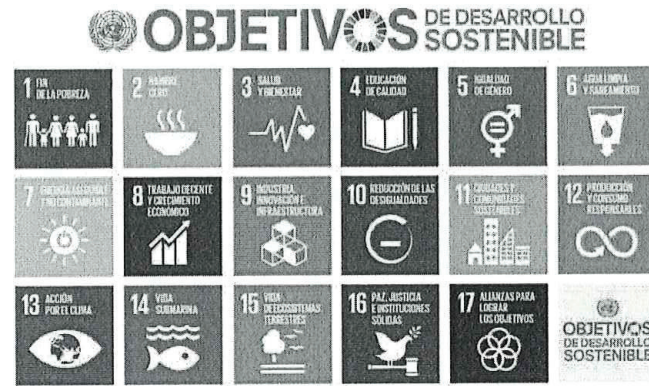 OBJETIVOS DE DESARROLLO
SOSTENIBLE
1 FIN
DE LA POBREZA
2 HAMBRE
CERO
3 SALUD
Y BIENESTAR
4 EDUCACIÓN
DE CALIDAD
5 IGUALDAD
DE GÉNERO
6 AGUA LIMPIA
Y SANEAMIENTO
7 ENERGÍA ASEQUIBLE
Y NO CONTAMINANTE
8 TRABAJO DECENTE
Y CRECIMIENTO
ECONÓMICO
9 INDUSTRIA,
INNOVACIÓN E
INFRAESTRUCTURA
10 REDUCCIÓN DE LAS
DESIGUALDADES
11 CIUDADES Y
COMUNIDADES
SOSTENIBLES
12 PRODUCCIÓN
Y CONSUMO
RESPONSABLES
13 ACCIÓN
POR EL CLIMA
14 VIDA
SUBMARINA
15 VIDA
DE ECOSISTEMAS
TERRESTRES
16 PAZ, JUSTICIA
E INSTITUCIONES
SÓLIDAS
17 ALIANZAS PARA
LOGRAR
LOS OBJETIVOS
OBJETIVOS
DE DESARROLLO
SOSTENIBLE